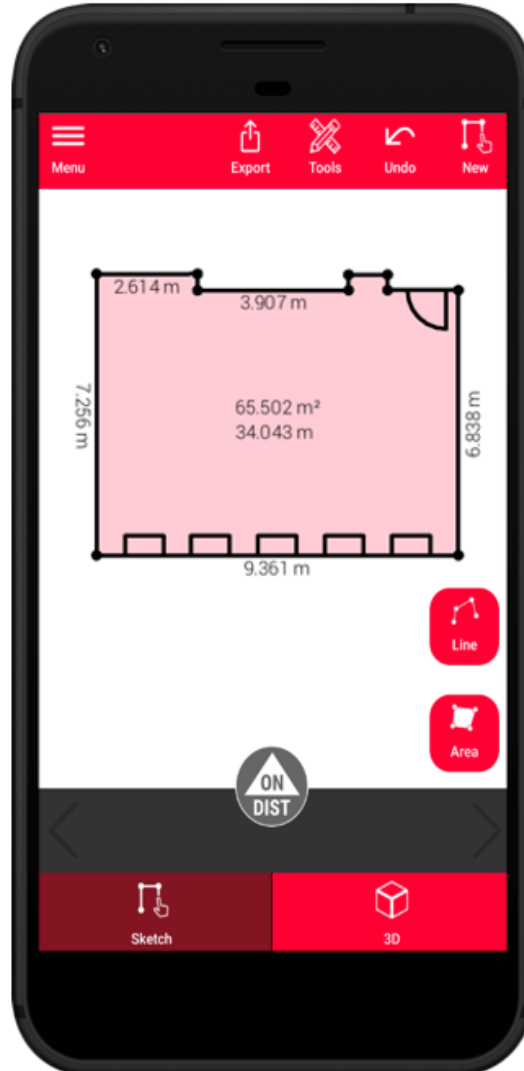 Menu
Export
Tools
Undo
New
2.614 m
3.907 m
7.256 m
65.502 m²
34.043 m
6.838 m
9.361 m
Line
Area
ON
DIST
Sketch
3D